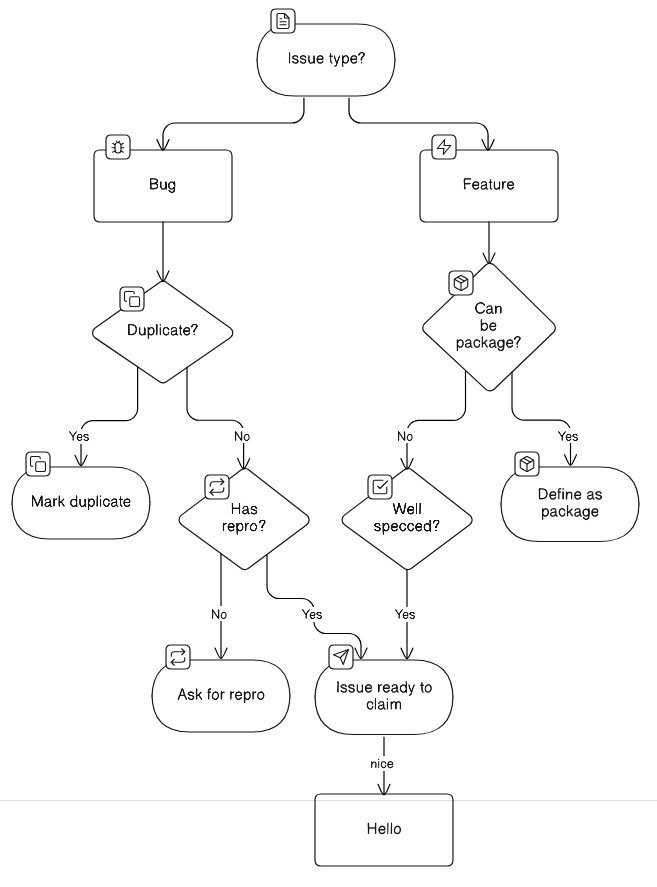 Issue type?
Bug
Feature
Duplicate?
Can
be
package?
Yes
No
No
Yes
Mark duplicate
Has
repro?
Well
specced?
Define as
package
No
Yes
Yes
Ask for repro
Issue ready to
claim
nice
Hello